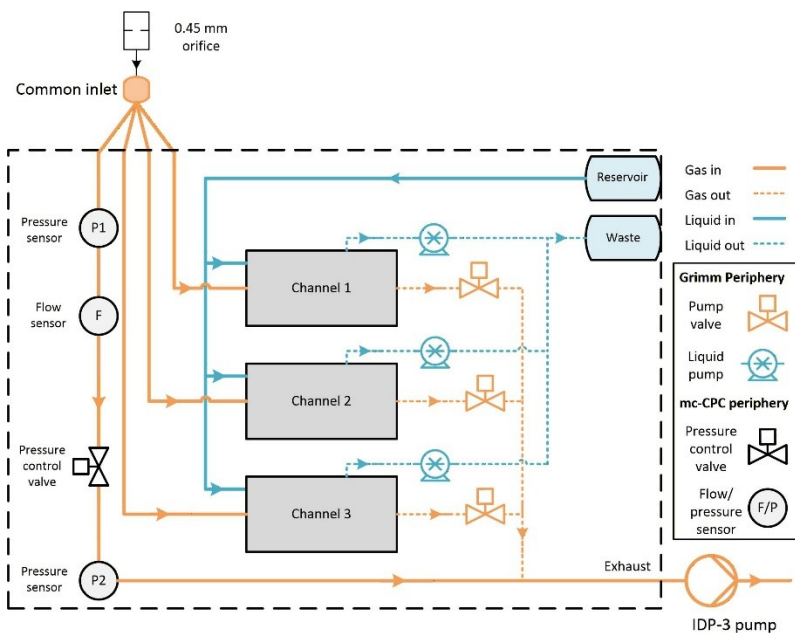 0.45 mm
orifice
Common inlet
Reservoir
Waste
Pressure
sensor
P1
Flow
sensor
F
Pressure
control
valve
Pressure
sensor
P2
Channel 1
Channel 2
Channel 3
Exhaust
IDP-3 pump
Gas in
Gas out
Liquid in
Liquid out
Grimm Periphery
Pump
valve
Liquid
pump
mc-CPC periphery
Pressure
control
valve
Flow/
pressure
sensor
F/P